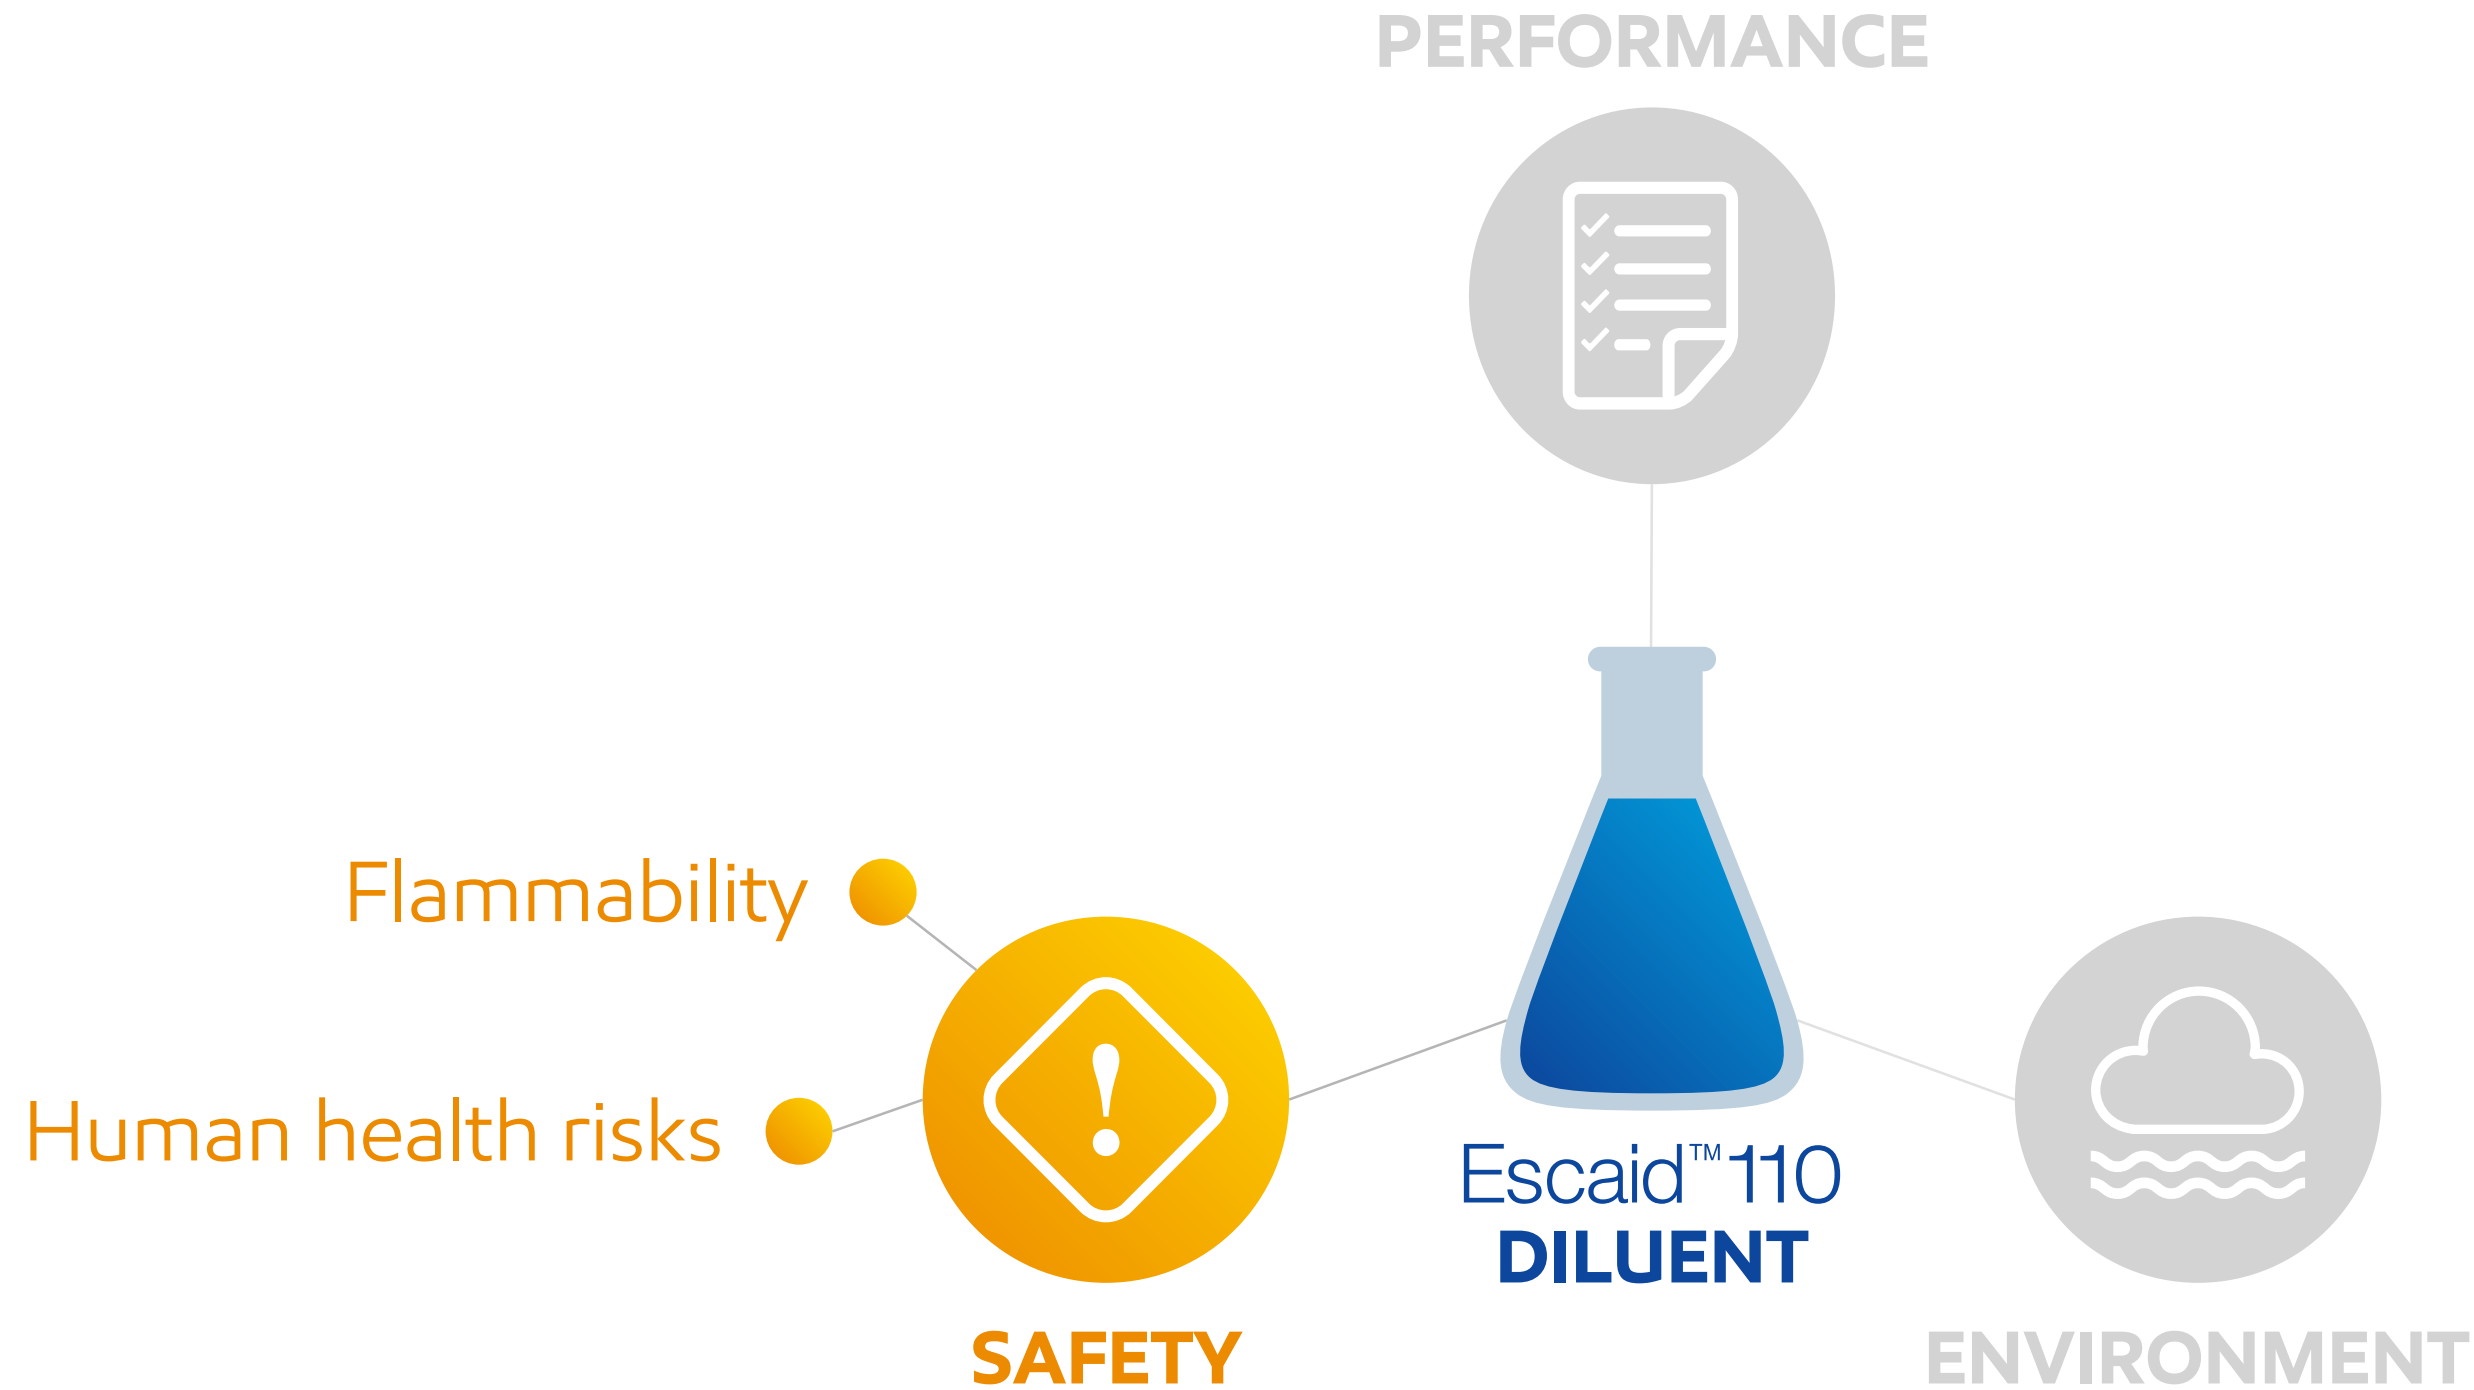 PERFORMANCE
Flammability
Human health risks
Escaid™ 110
DILUENT
SAFETY
ENVIRONMENT